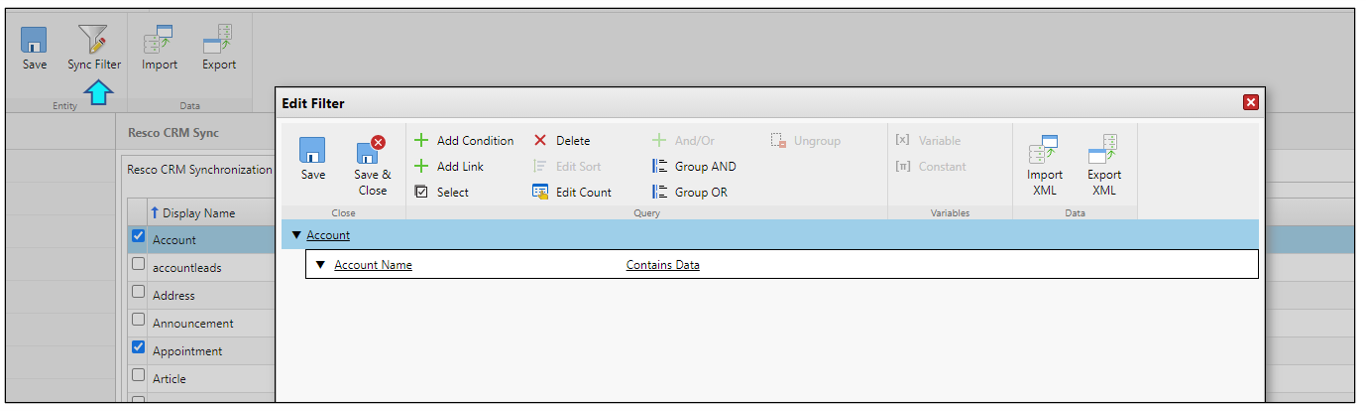 Save
Sync Filter
Import
Export
Entity
Data
Resco CRM Sync
Resco CRM Synchronization
Display Name
Account
accountleads
Address
Announcement
Appointment
Article
Edit Filter
Save
Save &
Close
Close
Add Condition
Add Link
Select
Delete
Edit Sort
Edit Count
And/Or
Group AND
Group OR
Ungroup
Query
[x] Variable
[π] Constant
Variables
Import
XML
Export
XML
Data
Account
Account Name Contains Data